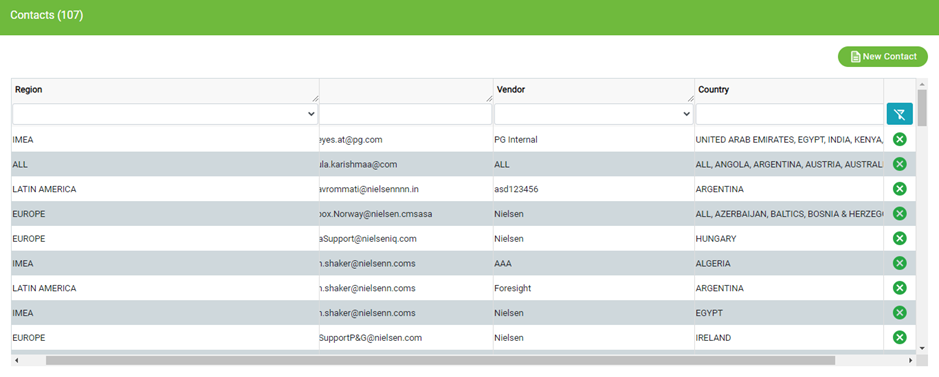 Contacts (107)
New Contact
Region Vendor Country
IMEA eyes.at@pg.com PG Internal UNITED ARAB EMIRATES, EGYPT, INDIA, KENYA,
ALL ula.karishmaa@com ALL ALL, ANGOLA, ARGENTINA, AUSTRIA, AUSTRAL
LATIN AMERICA avrommati@nielsennnn.in asd123456 ARGENTINA
EUROPE box.Norway@nielsen.cmsasa Nielsen ALL, AZERBAIJAN, BALTICS, BOSNIA & HERZEG
EUROPE aSupport@nielseniq.com Nielsen HUNGARY
IMEA n.shaker@nielsenn.coms AAA ALGERIA
LATIN AMERICA n.shaker@nielsenn.coms Foresight ARGENTINA
IMEA n.shaker@nielsenn.coms Nielsen EGYPT
EUROPE SupportP&G@nielsen.com Nielsen IRELAND